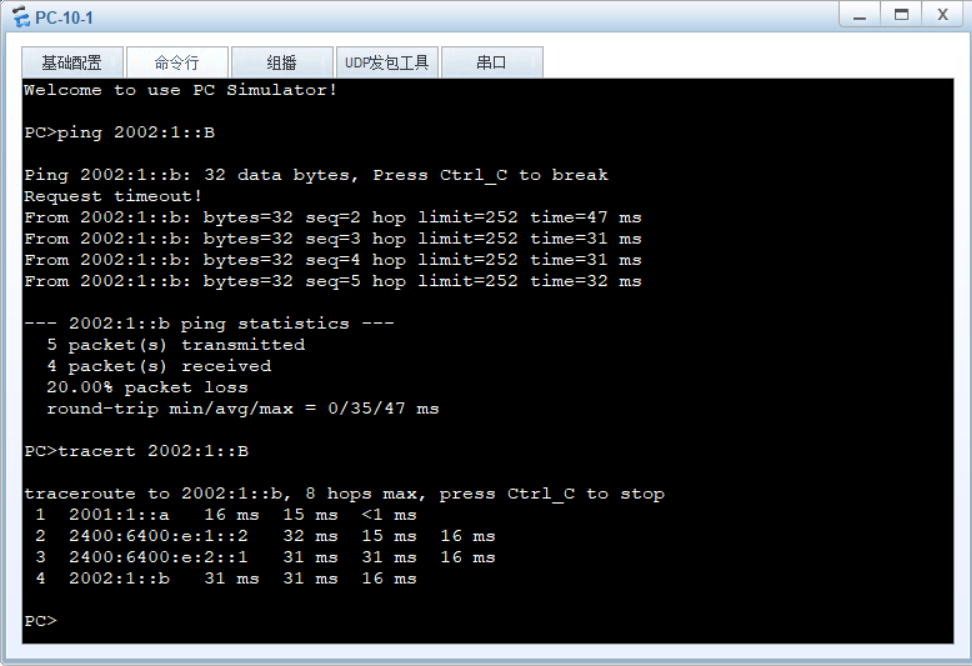 PC-10-1
基础配置 命令行 组播 UDP发包工具 串口
Welcome to use PC Simulator!
PC>ping 2002:1::B
Ping 2002:1::b: 32 data bytes, Press Ctrl_C to break
Request timeout!
From 2002:1::b: bytes=32 seq=2 hop limit=252 time=47 ms
From 2002:1::b: bytes=32 seq=3 hop limit=252 time=31 ms
From 2002:1::b: bytes=32 seq=4 hop limit=252 time=31 ms
From 2002:1::b: bytes=32 seq=5 hop limit=252 time=32 ms
--- 2002:1::b ping statistics ---
5 packet(s) transmitted
4 packet(s) received
20.00% packet loss
round-trip min/avg/max = 0/35/47 ms
PC>tracert 2002:1::B
traceroute to 2002:1::b, 8 hops max, press Ctrl_C to stop
1 2001:1::a 16 ms 15 ms <1 ms
2 2400:6400:e:1::2 32 ms 15 ms 16 ms
3 2400:6400:e:2::1 31 ms 31 ms 16 ms
4 2002:1::b 31 ms 31 ms 16 ms
PC>